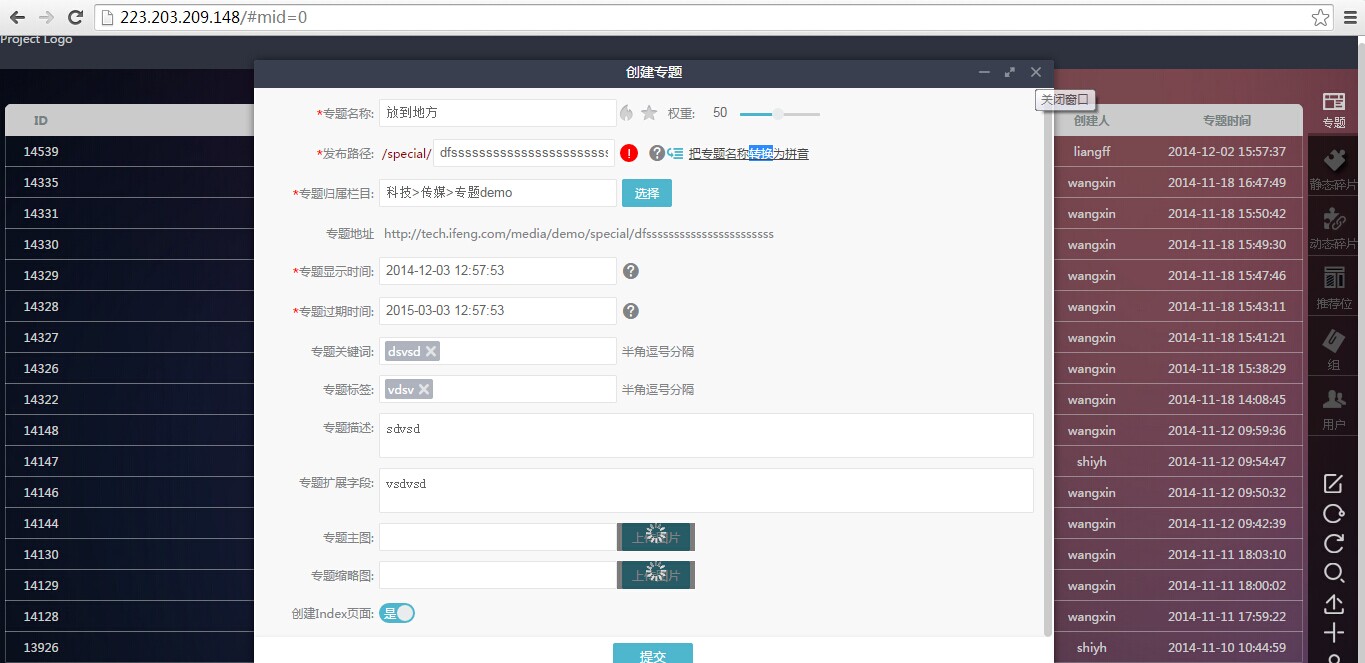 223.203.209.148/#mid=0
Project Logo
创建专题
关闭窗口
*专题名称: 放到地方 权重: 50
*发布路径: /special/ dfsssssssssssssssssssssss 把专题名称转换为拼音
*专题归属栏目: 科技>传媒>专题demo 选择
专题地址 http://tech.ifeng.com/media/demo/special/dfsssssssssssssssssssssss
*专题显示时间: 2014-12-03 12:57:53
*专题过期时间: 2015-03-03 12:57:53
专题关键词: dsvsd 半角逗号分隔
专题标签: vdsv 半角逗号分隔
专题描述: sdvsd
专题扩展字段: vsdvsd
专题主图:
专题缩略图:
创建Index页面: 是
提交
ID
14539
14335
14331
14330
14329
14328
14327
14326
14322
14148
14147
14146
14144
14130
14129
14128
13926
创建人 专题时间
liangff 2014-12-02 15:57:37
wangxin 2014-11-18 16:47:49
wangxin 2014-11-18 15:50:42
wangxin 2014-11-18 15:49:30
wangxin 2014-11-18 15:47:46
wangxin 2014-11-18 15:43:11
wangxin 2014-11-18 15:41:21
wangxin 2014-11-18 15:38:29
wangxin 2014-11-18 14:08:45
wangxin 2014-11-12 09:59:36
shiyh 2014-11-12 09:54:47
wangxin 2014-11-12 09:50:32
wangxin 2014-11-12 09:42:39
wangxin 2014-11-11 18:03:10
wangxin 2014-11-11 18:00:02
wangxin 2014-11-11 17:59:22
shiyh 2014-11-10 10:44:59
专题
静态碎片
动态碎片
推荐位
组
用户